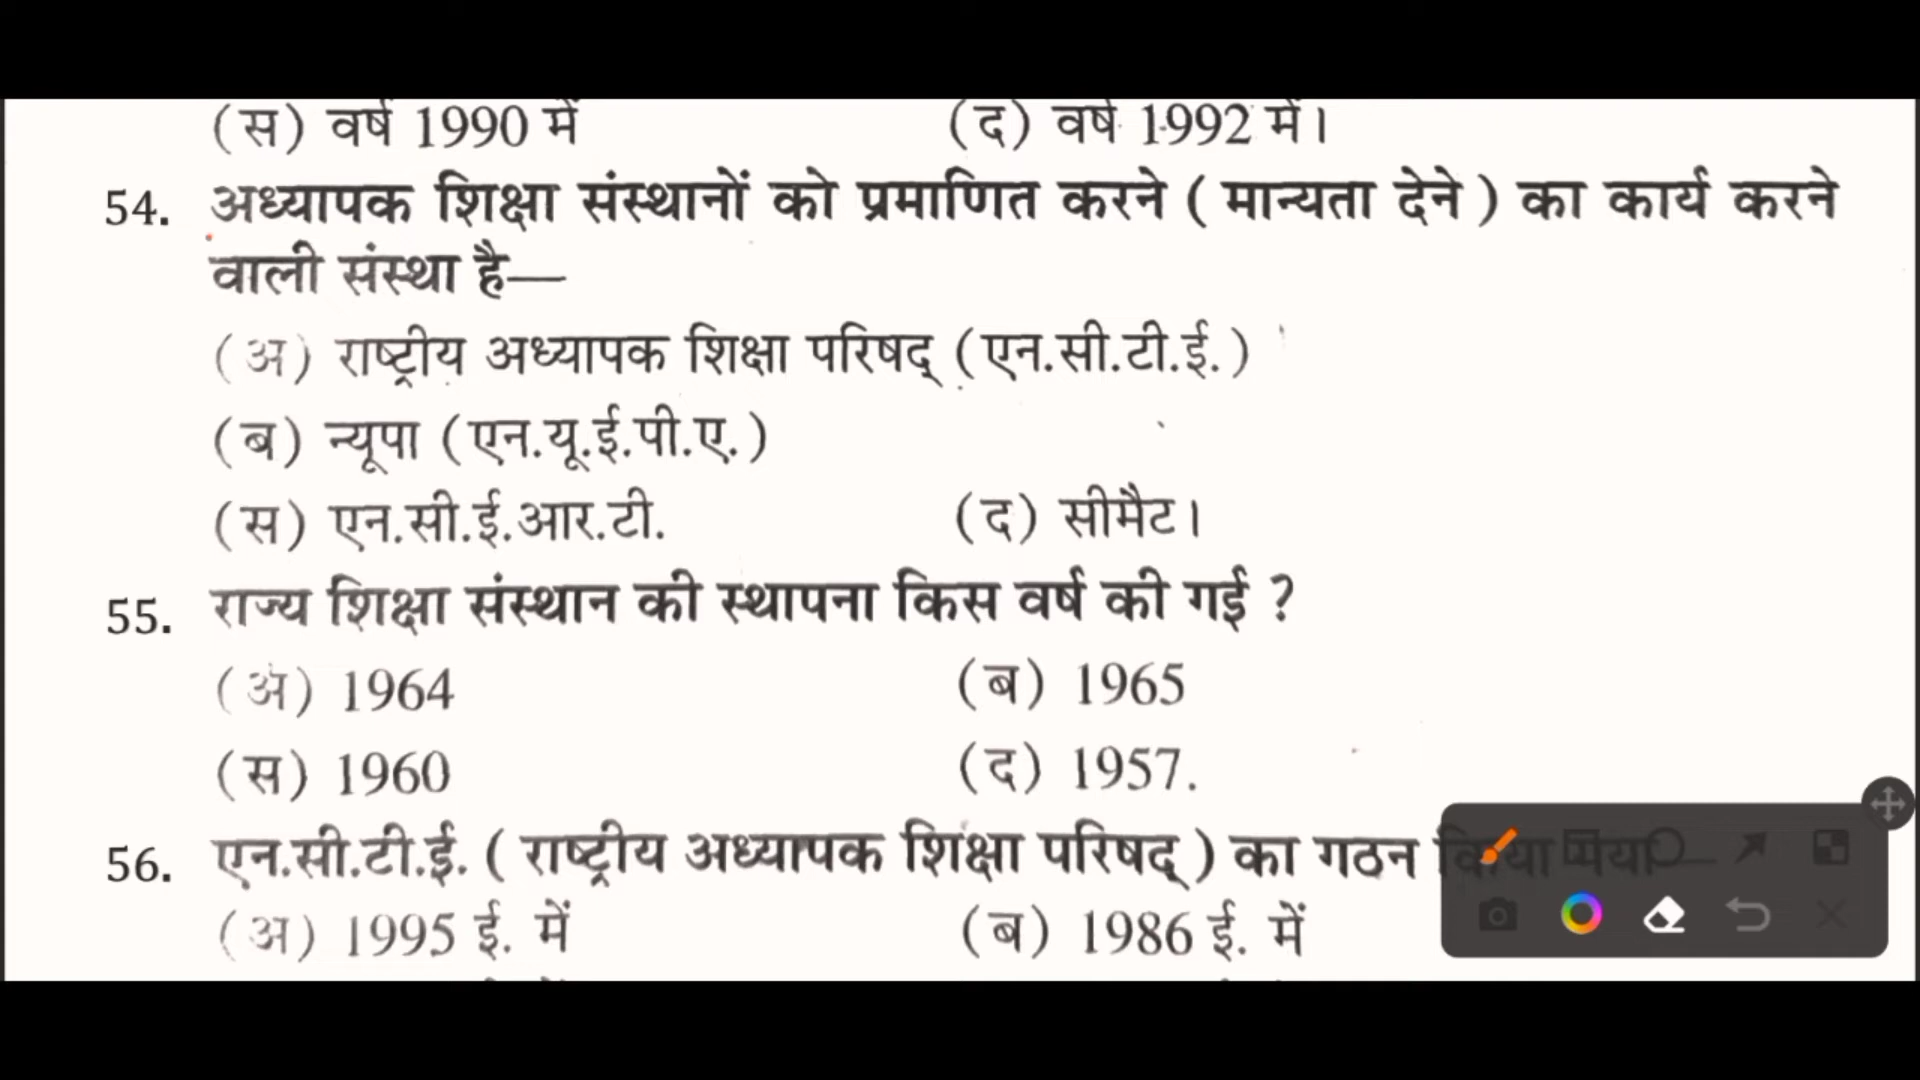 (स) वर्ष 1990 में (द) वर्ष 1992 में।
54. अध्यापक शिक्षा संस्थानों को प्रमाणित करने ( मान्यता देने ) का कार्य करने
वाली संस्था है—
(अ) राष्ट्रीय अध्यापक शिक्षा परिषद् (एन.सी.टी.ई.)
(ब) न्यूपा (एन.यू.ई.पी.ए.)
(स) एन.सी.ई.आर.टी. (द) सीमैट।
55. राज्य शिक्षा संस्थान की स्थापना किस वर्ष की गई ?
(अ) 1964 (ब) 1965
(स) 1960 (द) 1957.
56. एन.सी.टी.ई. ( राष्ट्रीय अध्यापक शिक्षा परिषद् ) का गठन किया गया—
(अ) 1995 ई. में (ब) 1986 ई. में